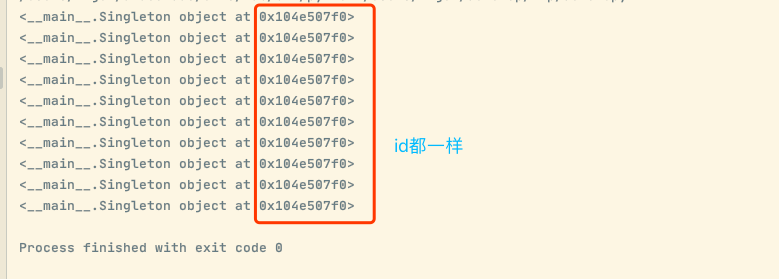 <__main__.Singleton object at 0x104e507f0>
<__main__.Singleton object at 0x104e507f0>
<__main__.Singleton object at 0x104e507f0>
<__main__.Singleton object at 0x104e507f0>
<__main__.Singleton object at 0x104e507f0>
<__main__.Singleton object at 0x104e507f0>
<__main__.Singleton object at 0x104e507f0>
id都一样
<__main__.Singleton object at 0x104e507f0>
<__main__.Singleton object at 0x104e507f0>
<__main__.Singleton object at 0x104e507f0>
Process finished with exit code 0